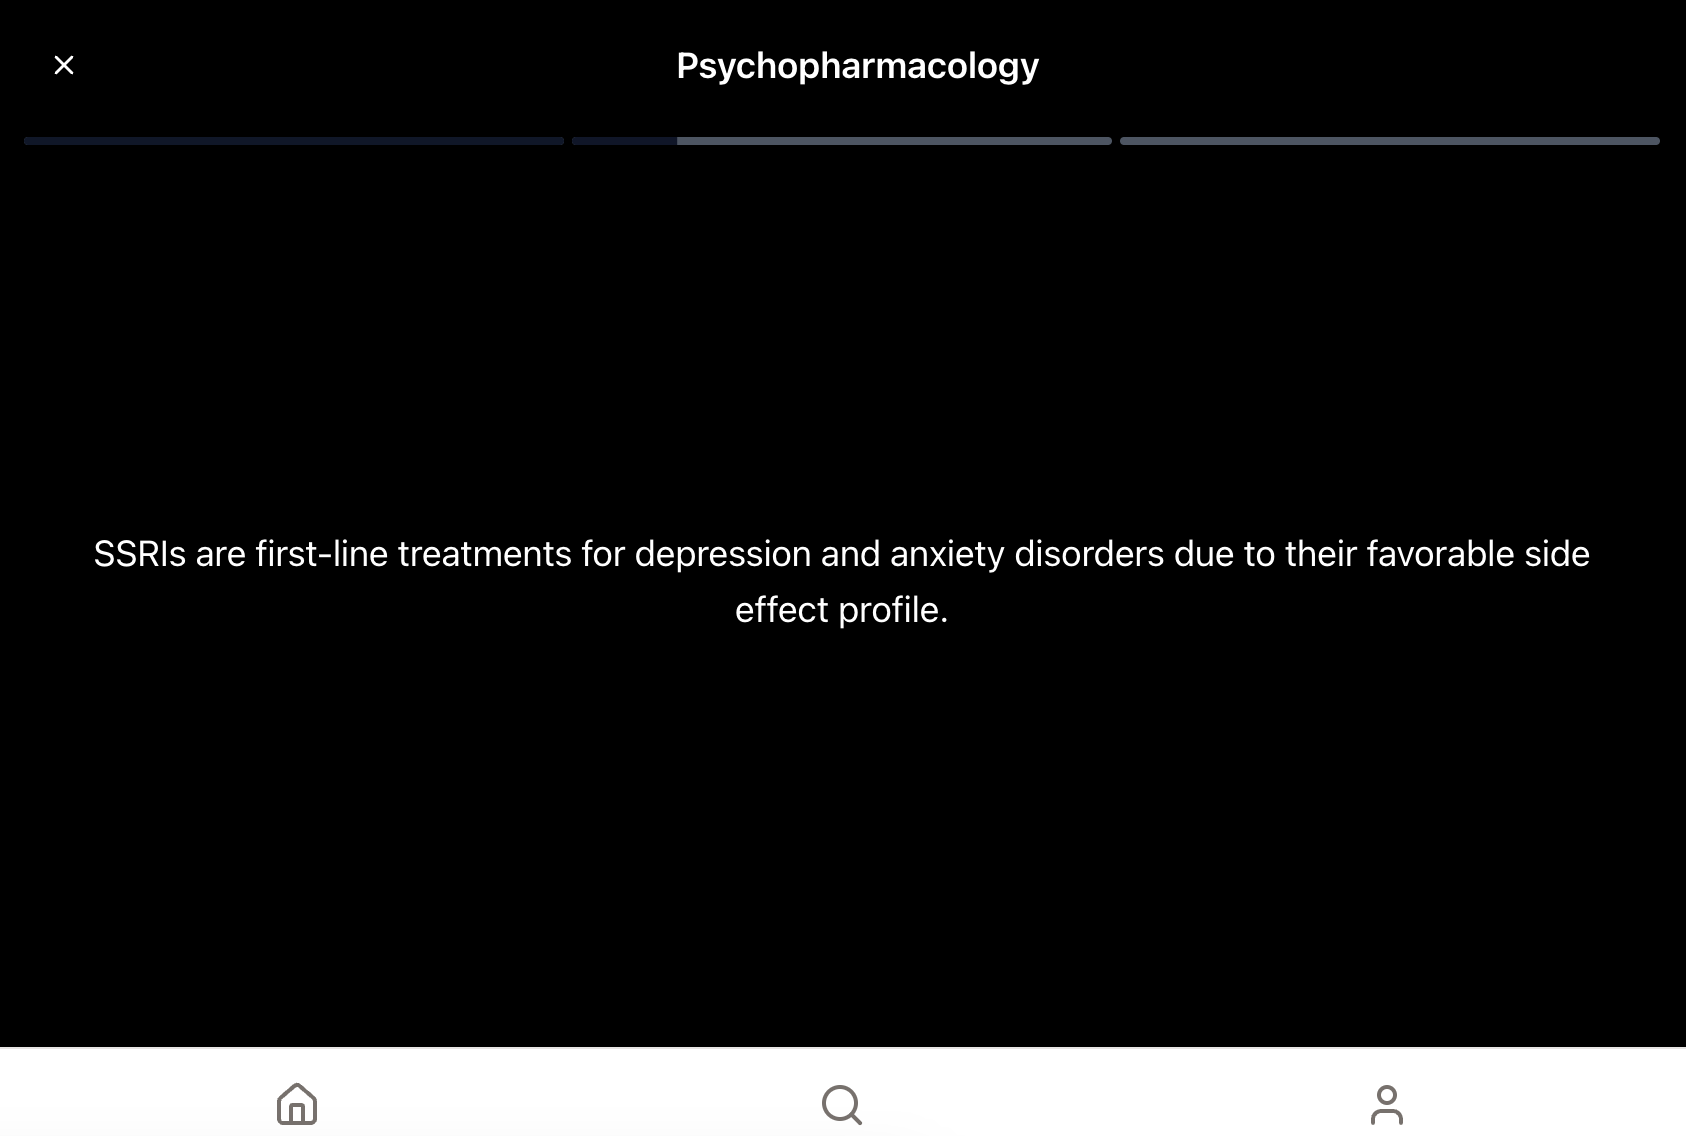 Psychopharmacology
SSRIs are first-line treatments for depression and anxiety disorders due to their favorable side
effect profile.